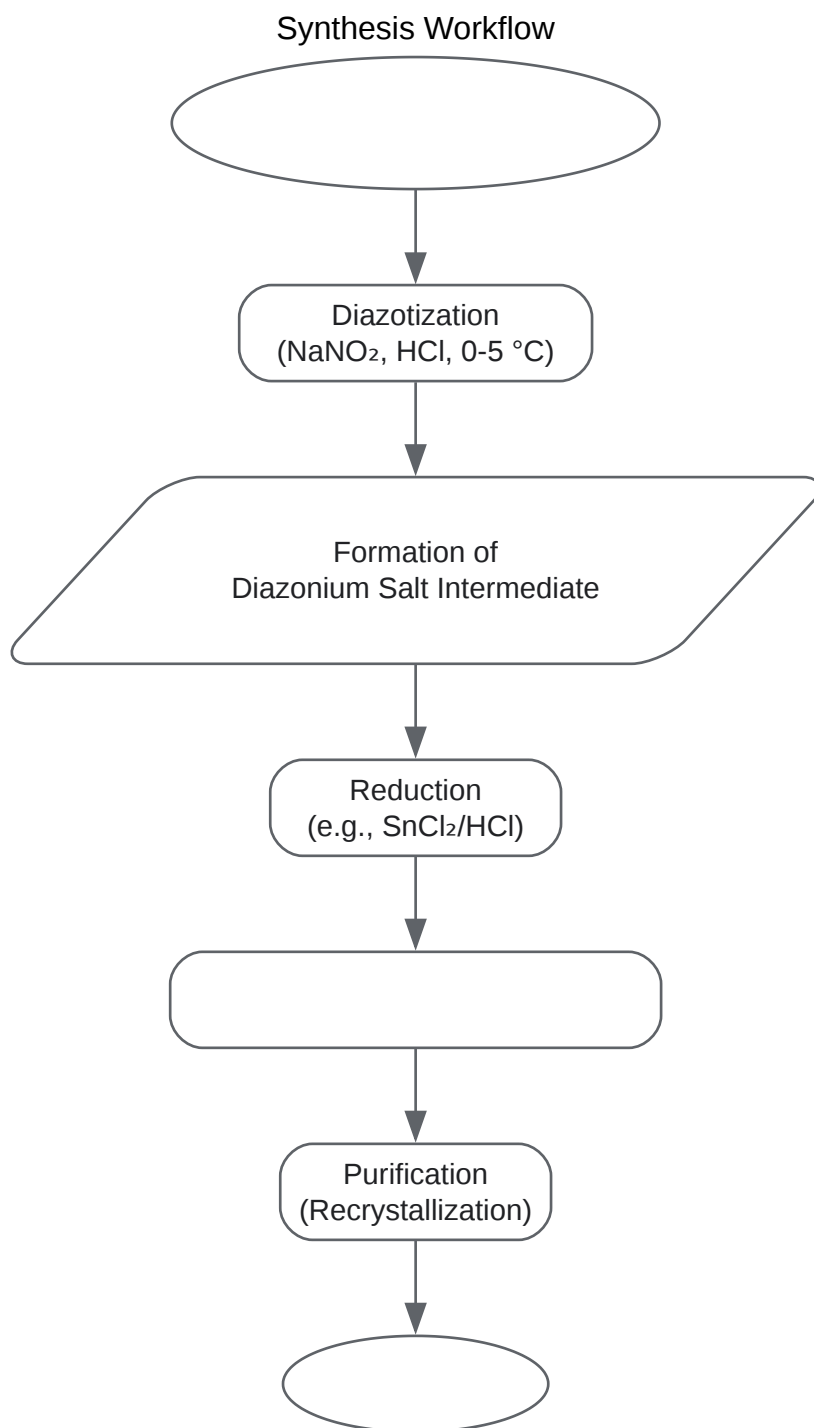 Synthesis Workflow
Diazotization
(NaNO₂, HCl, 0-5 °C)
Formation of
Diazonium Salt Intermediate
Reduction
(e.g., SnCl₂/HCl)
Purification
(Recrystallization)